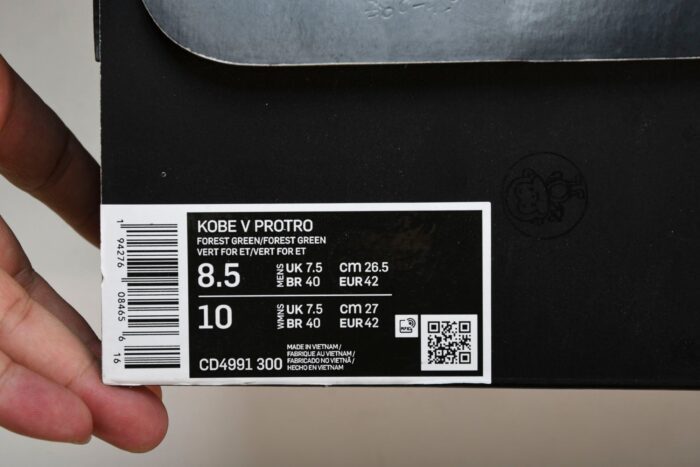 KOBE V PROTRO
FOREST GREEN/FOREST GREEN
VERT FOR ET/VERT FOR ET
8.5 MENS UK 7.5 cm 26.5
BR 40 EUR 42
10 WMNS UK 7.5 cm 27
BR 40 EUR 42
CD4991 300
MADE IN VIETNAM/
FABRIQUE AU VIETNAM/
FABRICADO NO VIETNÃ/
HECHO EN VIETNAM
1 94276 08465 6
16